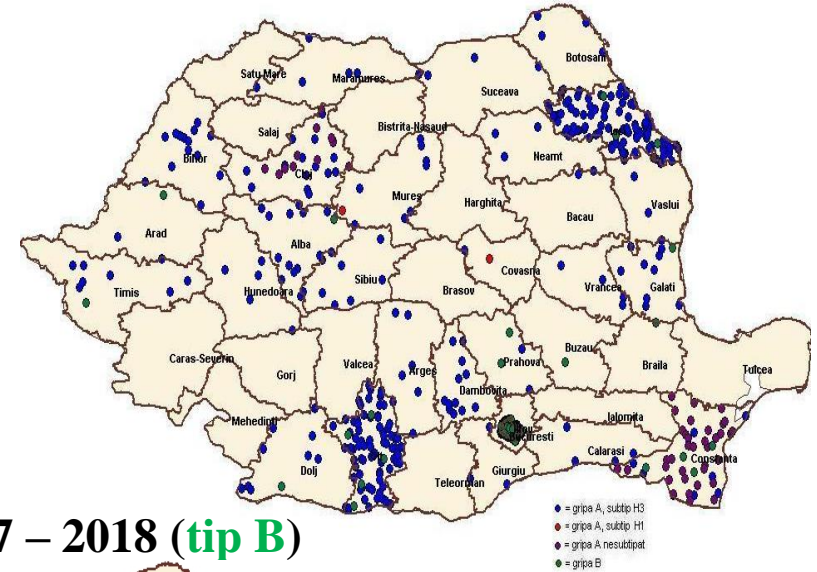 Botosani
Satu Mare
Maramures
Suceava
Salaj
Bistrita-Nasaud
Bihor
Cluj
Neamt
Mures
Harghita
Vaslui
Bacau
Arad
Alba
Covasna
Timis
Hunedoara
Sibiu
Brasov
Vrancea
Galati
Caras-Severin
Gorj
Valcea
Arges
Prahova
Buzau
Braila
Tulcea
Dambovita
Mehedinti
Ialomita
Bucuresti
Calarasi
Constanta
Dolj
Teleorman
Giurgiu
= gripa A, subtip H3
= gripa A, subtip H1
= gripa A nesubtipat
= gripa B
7 – 2018 (tip B)